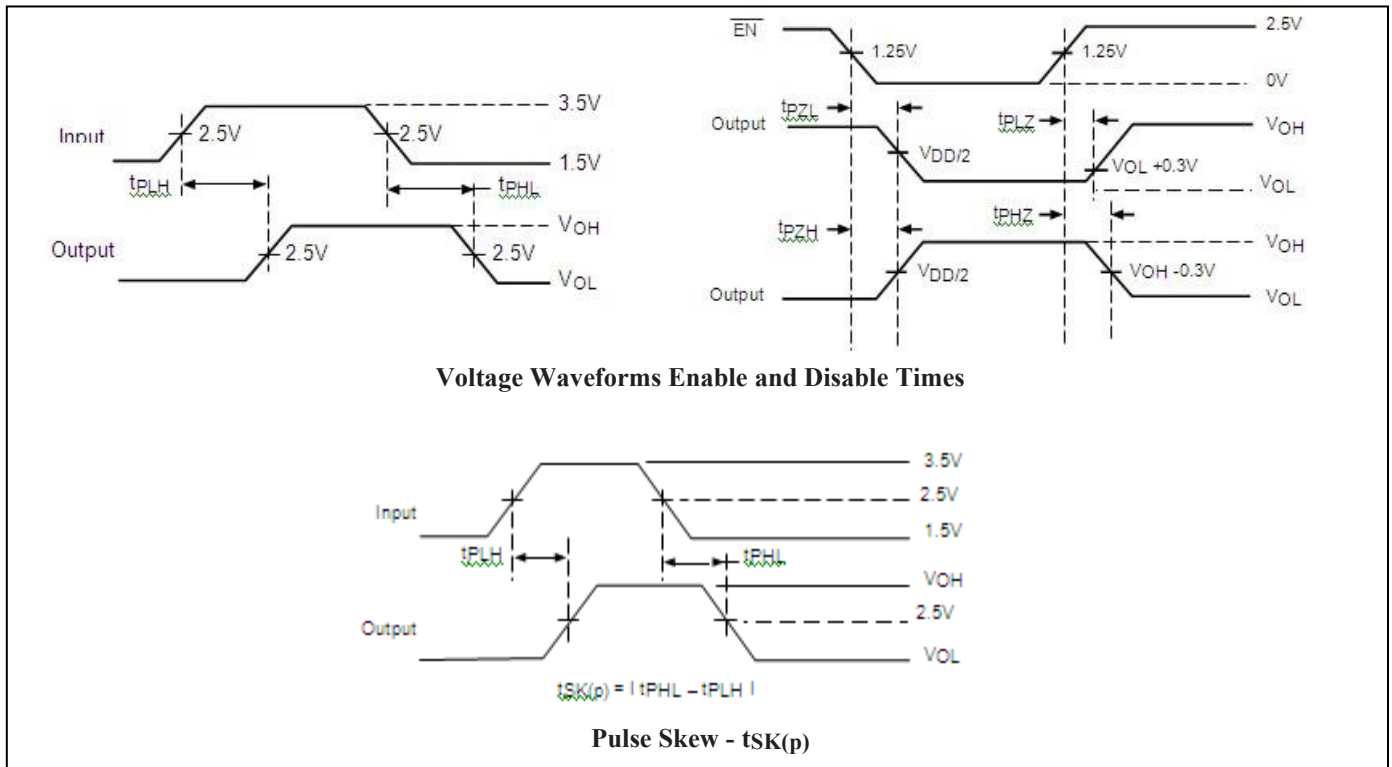 Input
2.5V
2.5V
3.5V
1.5V
tPLH
tPHL
Output
2.5V
2.5V
VOH
VOL
EN
1.25V
1.25V
2.5V
0V
tPZL
tPLZ
Output
VDD/2
VOL +0.3V
VOH
VOL
tPZH
tPHZ
Output
VDD/2
VOH -0.3V
VOH
VOL
Voltage Waveforms Enable and Disable Times
Input
3.5V
2.5V
1.5V
tPLH
tPHL
Output
VOH
2.5V
VOL
tSK(p) = | tPHL – tPLH |
Pulse Skew - tSK(p)